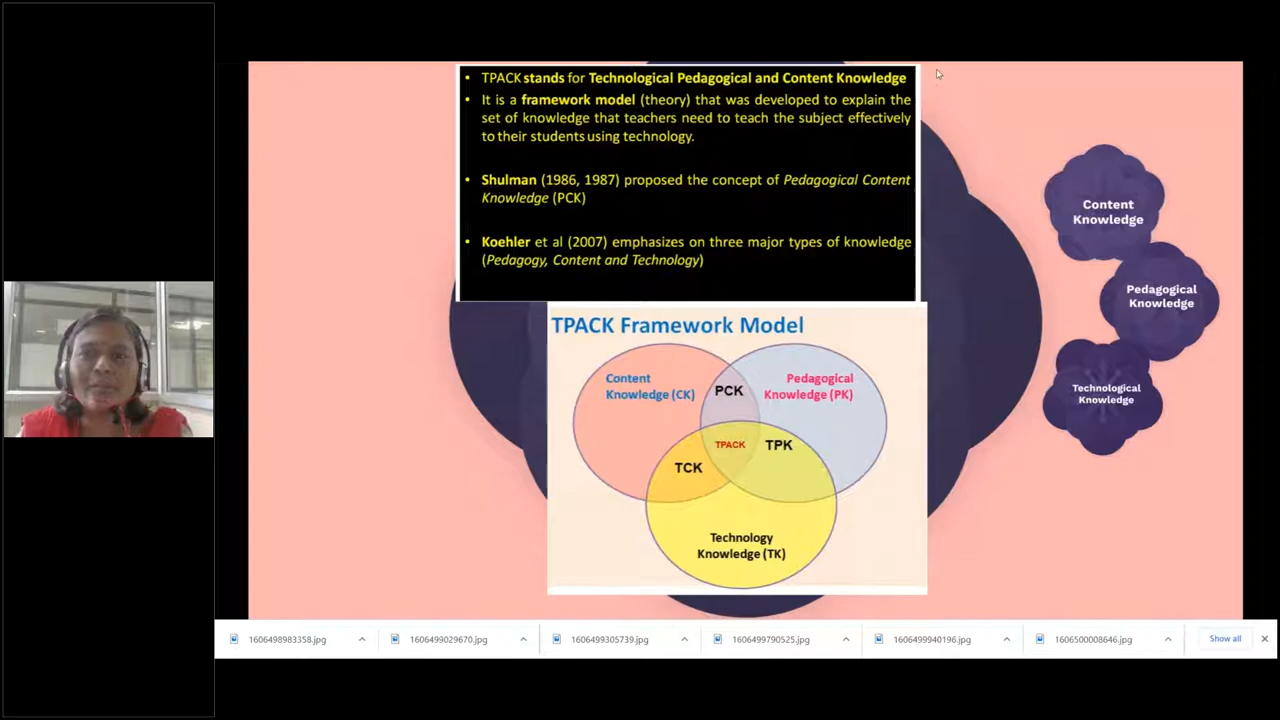 • TPACK stands for Technological Pedagogical and Content Knowledge
• It is a framework model (theory) that was developed to explain the
set of knowledge that teachers need to teach the subject effectively
to their students using technology.
• Shulman (1986, 1987) proposed the concept of Pedagogical Content
Knowledge (PCK)
• Koehler et al (2007) emphasizes on three major types of knowledge
(Pedagogy, Content and Technology)
TPACK Framework Model
Content
Knowledge (CK)
PCK
Pedagogical
Knowledge (PK)
TPACK
TPK
TCK
Technology
Knowledge (TK)
Content
Knowledge
Pedagogical
Knowledge
Technological
Knowledge
1606498983358.jpg
1606499029670.jpg
1606499305739.jpg
1606499790525.jpg
1606499940196.jpg
1606500008646.jpg
Show all